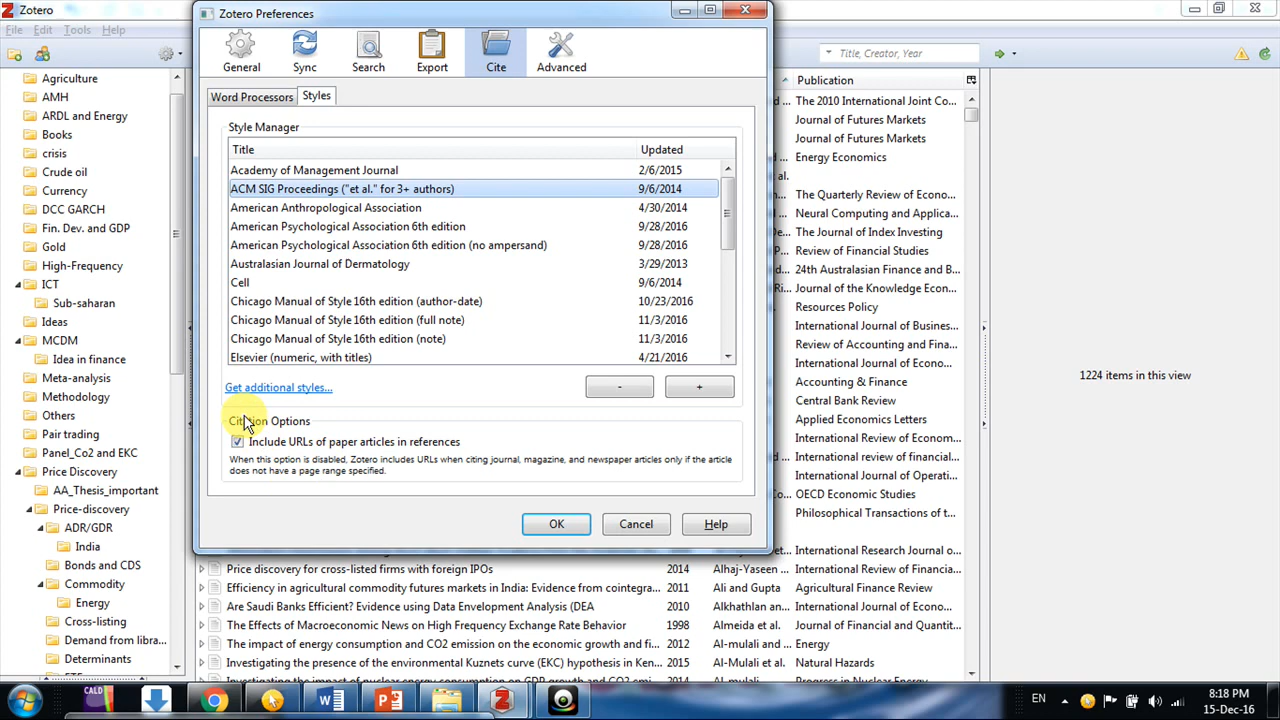 Zotero
File Edit Tools Help
Agriculture
AMH
ARDL and Energy
Books
crisis
Crude oil
Currency
DCC GARCH
Fin. Dev. and GDP
Gold
High-Frequency
ICT
Sub-saharan
Ideas
MCDM
Idea in finance
Meta-analysis
Methodology
Others
Pair trading
Panel_Co2 and EKC
Price Discovery
AA_Thesis_important
Price-discovery
ADR/GDR
India
Bonds and CDS
Commodity
Energy
Cross-listing
Demand from libra...
Determinants
Zotero Preferences
General Sync Search Export Cite Advanced
Word Processors Styles
Style Manager
Title Updated
Academy of Management Journal 2/6/2015
ACM SIG Proceedings ("et al." for 3+ authors) 9/6/2014
American Anthropological Association 4/30/2014
American Psychological Association 6th edition 9/28/2016
American Psychological Association 6th edition (no ampersand) 9/28/2016
Australasian Journal of Dermatology 3/29/2013
Cell 9/6/2014
Chicago Manual of Style 16th edition (author-date) 10/23/2016
Chicago Manual of Style 16th edition (full note) 11/3/2016
Chicago Manual of Style 16th edition (note) 11/3/2016
Elsevier (numeric, with titles) 4/21/2016
Get additional styles... - +
Citation Options
Include URLs of paper articles in references
When this option is disabled, Zotero includes URLs when citing journal, magazine, and newspaper articles only if the article
does not have a page range specified.
OK Cancel Help
Title, Creator, Year
Publication
... The 2010 International Joint Co...
Journal of Futures Markets
Journal of Futures Markets
... Energy Economics
al.
The Quarterly Review of Econ...
... Neural Computing and Applica...
... The Journal of Index Investing
Review of Financial Studies
... 24th Australasian Finance and B...
... Journal of the Knowledge Econ...
Resources Policy
International Journal of Busines...
Review of Accounting and Finan...
International Journal of Econo...
Accounting & Finance
Central Bank Review
Applied Economics Letters
International Journal of Econo...
International review of financial...
International Journal of Operati...
OECD Economic Studies
Philosophical Transactions of t...
International Research Journal o...
Price discovery for cross-listed firms with foreign IPOs 2014 Alhaj-Yaseen ... International Journal of Econo...
Efficiency in agricultural commodity futures markets in India: Evidence from cointegra... 2014 Ali and Gupta Agricultural Finance Review
Are Saudi Banks Efficient? Evidence using Data Envelopment Analysis (DEA 2010 Alkhathlan an... International Journal of Econo...
The Effects of Macroeconomic News on High Frequency Exchange Rate Behavior 1998 Almeida et al. Journal of Financial and Quantit...
The impact of energy consumption and CO2 emission on the economic growth and fi... 2014 Al-mulali and ... Energy
Investigating the presence of the environmental Kuznets curve (EKC) hypothesis in Ken... 2015 Al-Mulali et al. Natural Hazards
1224 items in this view
CALD
EN
8:18 PM
15-Dec-16